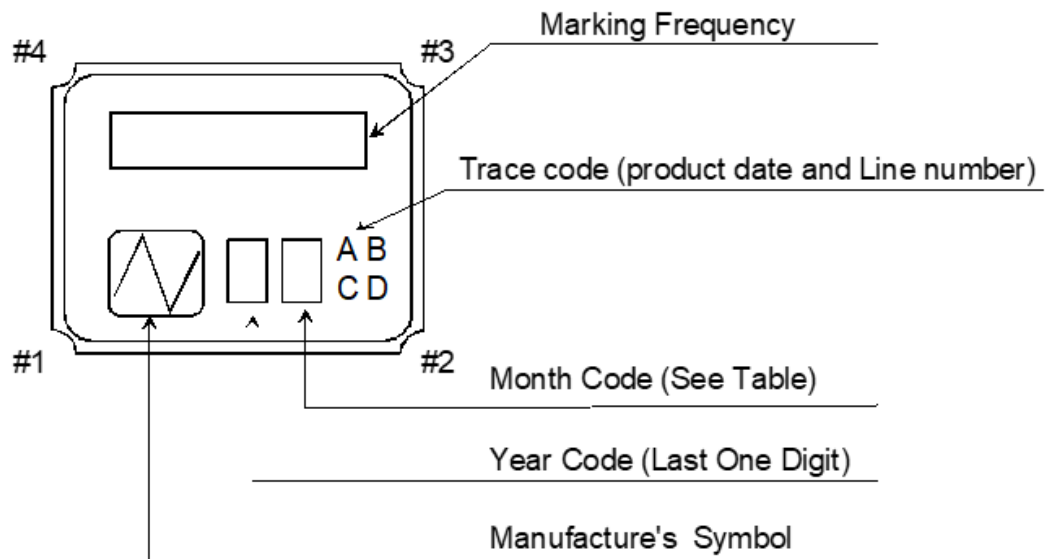 Marking Frequency
#4
#3
Trace code (product date and Line number)
A B
C D
#1
#2
Month Code (See Table)
Year Code (Last One Digit)
Manufacture's Symbol